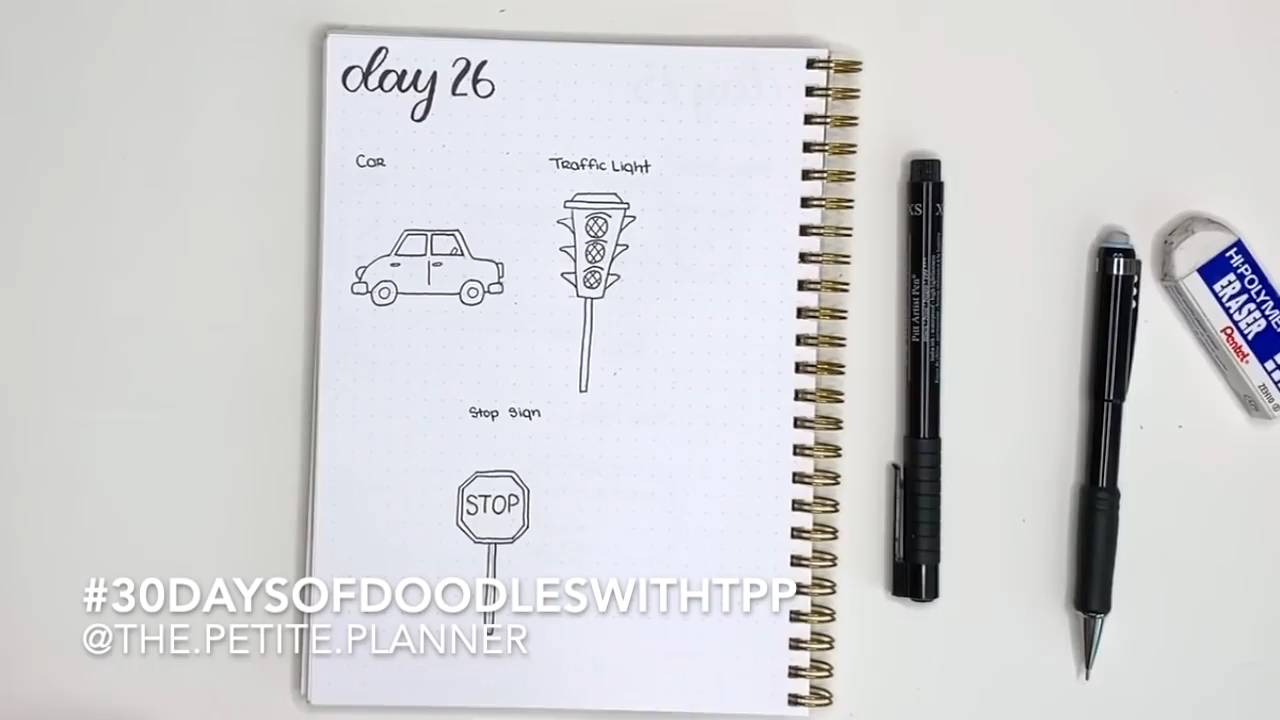 day 26
Car
Traffic Light
Stop Sign
STOP
#30DAYSOFDOODLESWITHTPP
@THE.PETITE.PLANNER
XS
Pitt Artist Pen
HI-POLYME
ERASER
Pentel